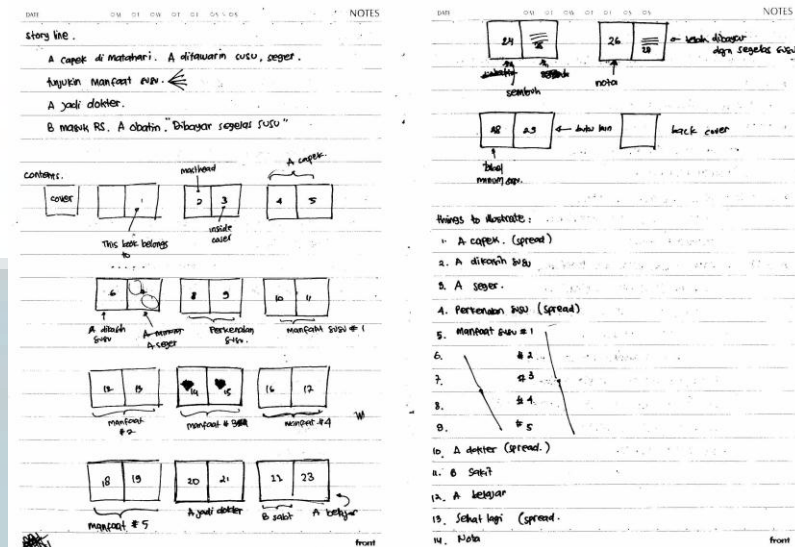 DATE
NOTES
story line.
A capek di matahari. A ditawarin susu, seger.
tunjukin manfaat susu.
A jadi dokter.
B masuk RS. A obatin. "Dibayar segelas susu"
contents.
masthead
A capek.
cover
1
2
3
4
5
This book belongs to
inside cover
6
8
9
10
11
A dikasih susu
A seger
Perkenalan susu.
Manfaat susu #1
12
13
14
15
16
17
manfaat #2
manfaat #3
manfaat #4
18
19
20
21
22
23
manfaat #5
A jadi dokter
B sakit
A belajar
front
DATE
NOTES
24
26
telah dibayar dgn segelas susu
sembuh
nota
28
29
back cover
things to illustrate:
1. A capek. (spread)
2. A dikasih susu
3. A seger.
4. Perkenalan susu (spread)
5. Manfaat susu #1
6. #2
7. #3
8. #4
9. #5
10. A dokter (spread.)
11. B sakit
12. A belajar
13. Sehat lagi (spread.
14. Nota
front